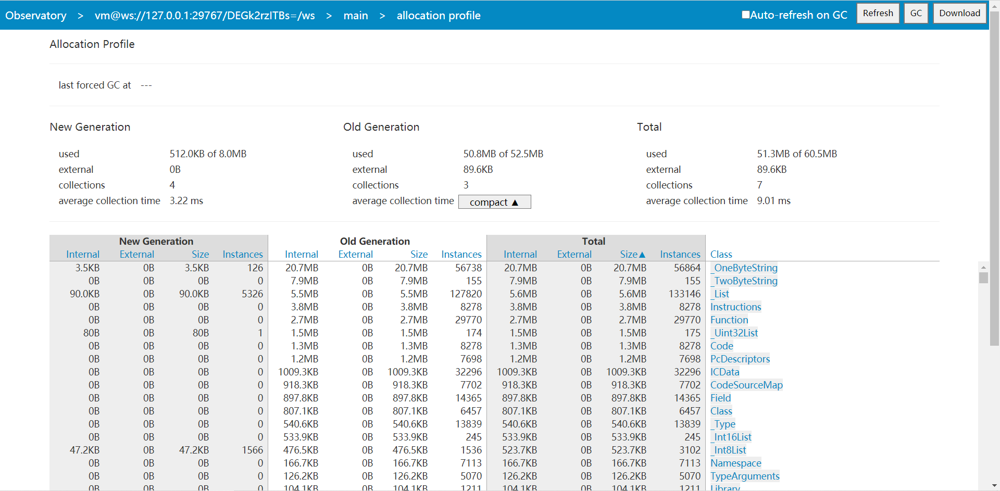 Observatory > vm@ws://127.0.0.1:29767/DEGk2rzITBs=/ws > main > allocation profile Auto-refresh on GC Refresh GC Download
Allocation Profile
last forced GC at ---
New Generation Old Generation Total
used 512.0KB of 8.0MB used 50.8MB of 52.5MB used 51.3MB of 60.5MB
external 0B external 89.6KB external 89.6KB
collections 4 collections 3 collections 7
average collection time 3.22 ms average collection time compact ▲ average collection time 9.01 ms
New Generation Old Generation Total
Internal External Size Instances Internal External Size Instances Internal External Size▲ Instances Class
3.5KB 0B 3.5KB 126 20.7MB 0B 20.7MB 56738 20.7MB 0B 20.7MB 56864 _OneByteString
0B 0B 0B 0 7.9MB 0B 7.9MB 155 7.9MB 0B 7.9MB 155 _TwoByteString
90.0KB 0B 90.0KB 5326 5.5MB 0B 5.5MB 127820 5.6MB 0B 5.6MB 133146 _List
0B 0B 0B 0 3.8MB 0B 3.8MB 8278 3.8MB 0B 3.8MB 8278 Instructions
0B 0B 0B 0 2.7MB 0B 2.7MB 29770 2.7MB 0B 2.7MB 29770 Function
80B 0B 80B 1 1.5MB 0B 1.5MB 174 1.5MB 0B 1.5MB 175 _Uint32List
0B 0B 0B 0 1.3MB 0B 1.3MB 8278 1.3MB 0B 1.3MB 8278 Code
0B 0B 0B 0 1.2MB 0B 1.2MB 7698 1.2MB 0B 1.2MB 7698 PcDescriptors
0B 0B 0B 0 1009.3KB 0B 1009.3KB 32296 1009.3KB 0B 1009.3KB 32296 ICData
0B 0B 0B 0 918.3KB 0B 918.3KB 7702 918.3KB 0B 918.3KB 7702 CodeSourceMap
0B 0B 0B 0 897.8KB 0B 897.8KB 14365 897.8KB 0B 897.8KB 14365 Field
0B 0B 0B 0 807.1KB 0B 807.1KB 6457 807.1KB 0B 807.1KB 6457 Class
0B 0B 0B 0 540.6KB 0B 540.6KB 13839 540.6KB 0B 540.6KB 13839 _Type
0B 0B 0B 0 533.9KB 0B 533.9KB 245 533.9KB 0B 533.9KB 245 _Int16List
47.2KB 0B 47.2KB 1566 476.5KB 0B 476.5KB 1536 523.7KB 0B 523.7KB 3102 _Int8List
0B 0B 0B 0 166.7KB 0B 166.7KB 7113 166.7KB 0B 166.7KB 7113 Namespace
0B 0B 0B 0 126.2KB 0B 126.2KB 5070 126.2KB 0B 126.2KB 5070 TypeArguments
0B 0B 0B 0 104.1KB 0B 104.1KB 1211 104.1KB 0B 104.1KB 1211 Library